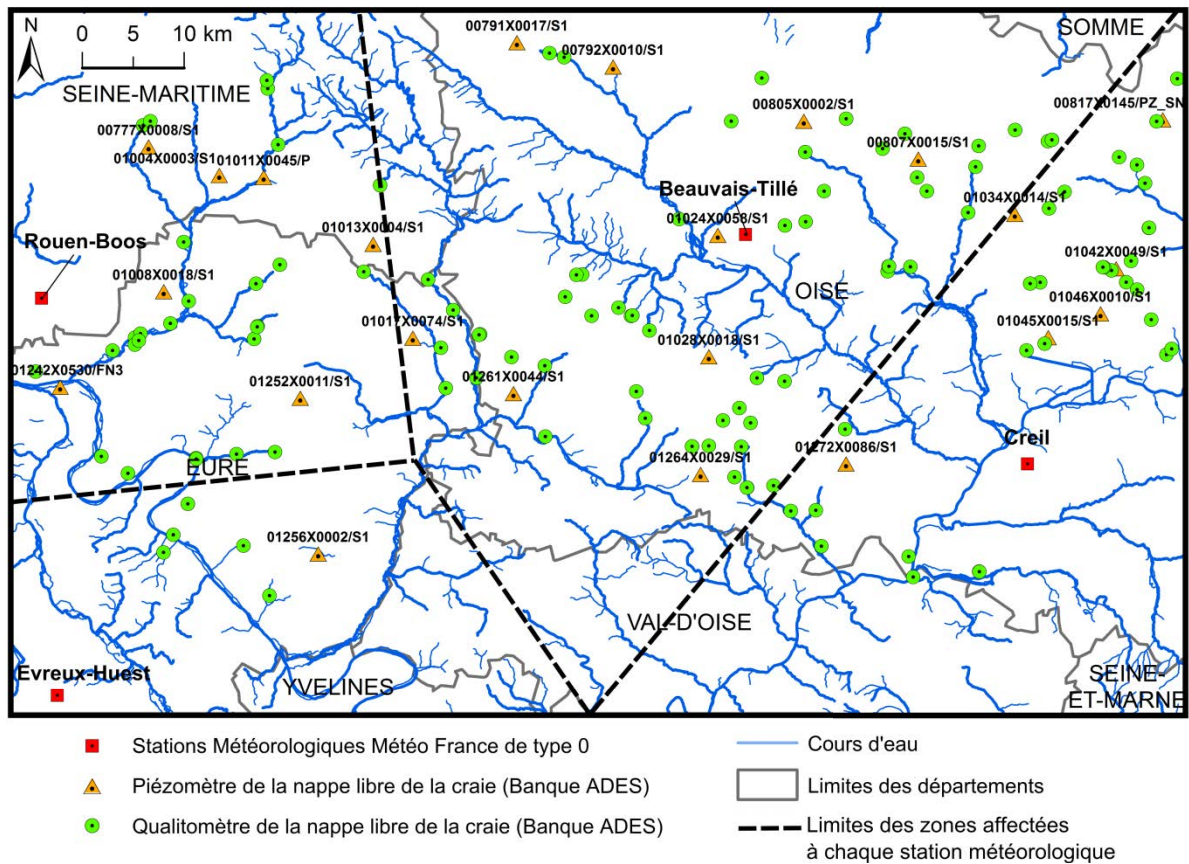 N
0 5 10 km
00791X0017/S1
00792X0010/S1
SOMME
SEINE-MARITIME
00777X0008/S1
00805X0002/S1
00817X0145/PZ_SN
01004X0003/S1
01011X0045/P
00807X0015/S1
Beauvais-Tillé
01034X0014/S1
01024X0058/S1
01013X0004/S1
Rouen-Boos
01008X0018/S1
01042X0049/S1
OISE
01046X0010/S1
01045X0015/S1
01017X0074/S1
01028X0018/S1
01242X0530/FN3
01252X0011/S1
01261X0044/S1
01272X0086/S1
Creil
01264X0029/S1
EURE
01256X0002/S1
VAL-D'OISE
Evreux-Huest
YVELINES
SEINE-
ET-MARNE
Stations Météorologiques Météo France de type 0
Piézomètre de la nappe libre de la craie (Banque ADES)
Qualitomètre de la nappe libre de la craie (Banque ADES)
Cours d'eau
Limites des départements
Limites des zones affectées
à chaque station météorologique